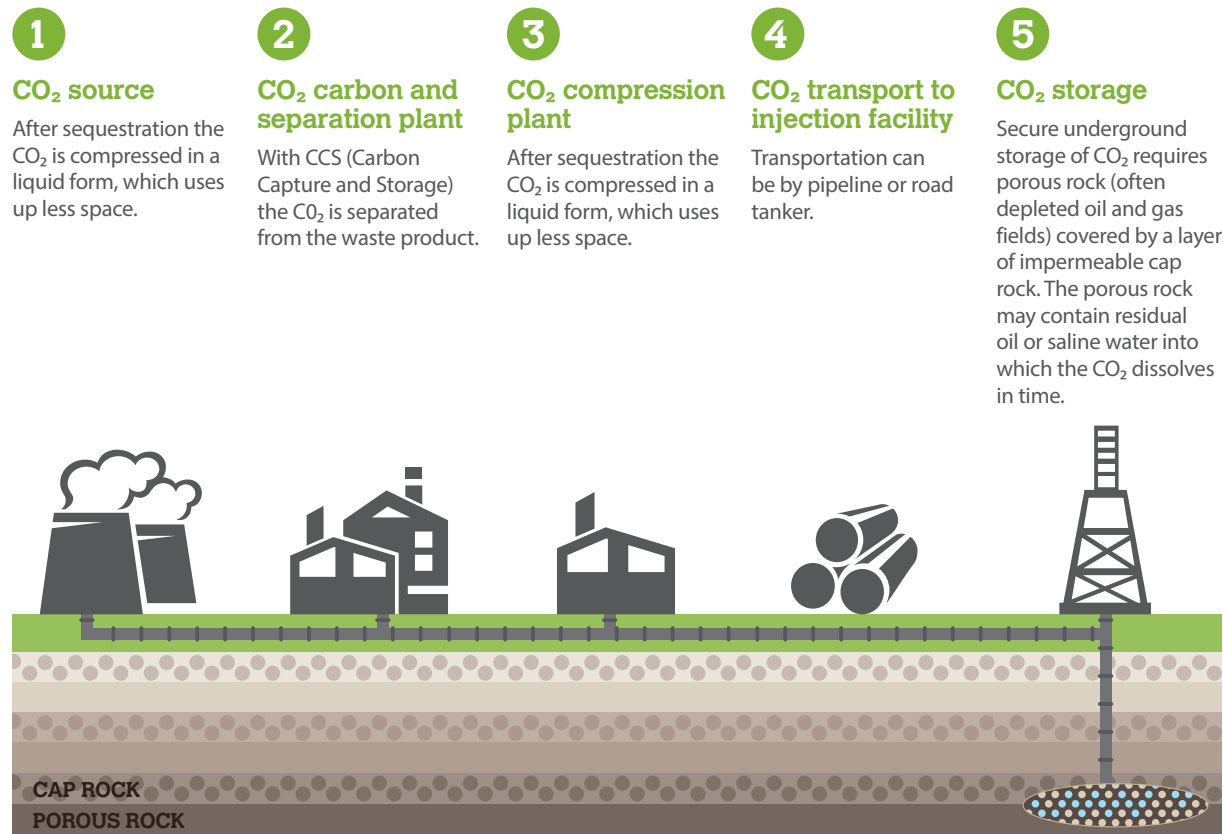 1
CO₂ source
After sequestration the
CO₂ is compressed in a
liquid form, which uses
up less space.
2
CO₂ carbon and
separation plant
With CCS (Carbon
Capture and Storage)
the C0₂ is separated
from the waste product.
3
CO₂ compression
plant
After sequestration the
CO₂ is compressed in a
liquid form, which uses
up less space.
4
CO₂ transport to
injection facility
Transportation can
be by pipeline or road
tanker.
5
CO₂ storage
Secure underground
storage of CO₂ requires
porous rock (often
depleted oil and gas
fields) covered by a layer
of impermeable cap
rock. The porous rock
may contain residual
oil or saline water into
which the CO₂ dissolves
in time.
CAP ROCK
POROUS ROCK